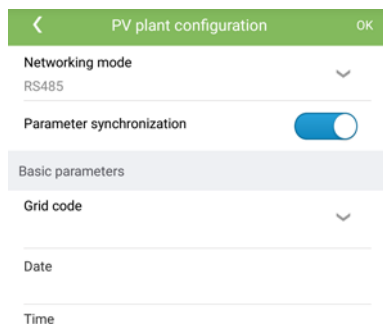 PV plant configuration OK
Networking mode
RS485
Parameter synchronization
Basic parameters
Grid code
Date
Time